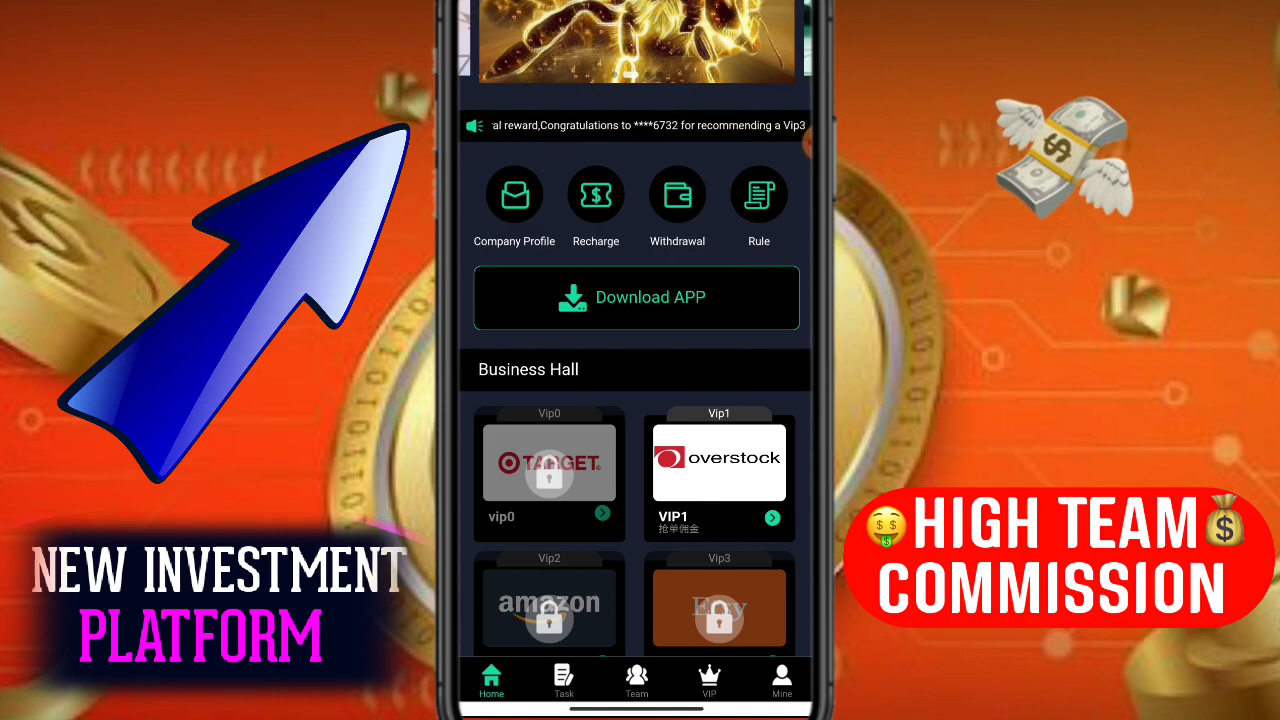 al reward,Congratulations to ****6732 for recommending a Vip3
Company Profile
Recharge
Withdrawal
Rule
Download APP
Business Hall
Vip0
Vip1
TARGET.
overstock
vip0
VIP1
抢单佣金
Vip2
Vip3
amazon
Home
Task
Team
VIP
Mine
NEW INVESTMENT
PLATFORM
HIGH TEAM
COMMISSION